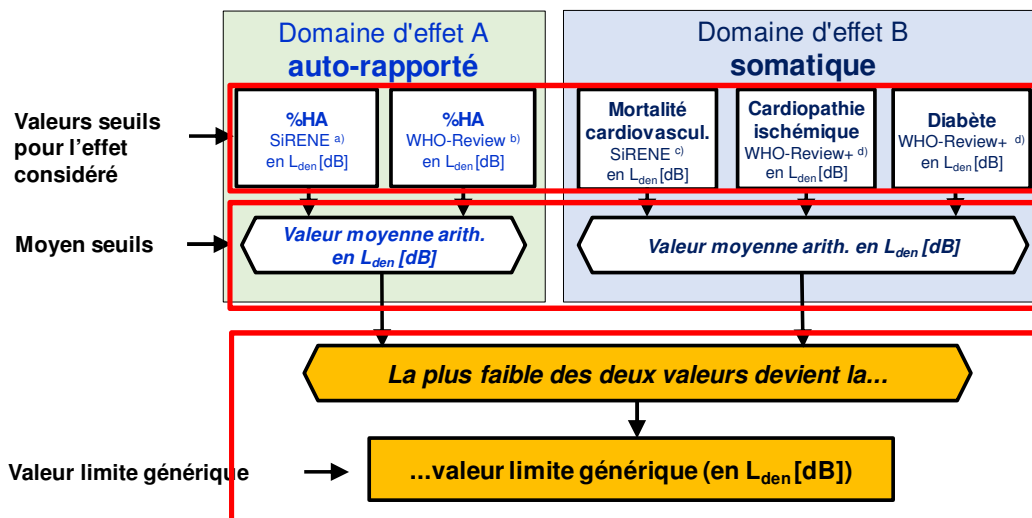 Domaine d'effet A
auto-rapporté
Domaine d'effet B
somatique
Valeurs seuils
pour l'effet
considéré
%HA
SiRENE a)
en Lden [dB]
%HA
WHO-Review b)
en Lden [dB]
Mortalité
cardiovascul.
SiRENE c)
en Lden [dB]
Cardiopathie
ischémique
WHO-Review+ d)
en Lden [dB]
Diabète
WHO-Review+ d)
en Lden [dB]
Moyen seuils
Valeur moyenne arith.
en Lden [dB]
Valeur moyenne arith. en Lden [dB]
La plus faible des deux valeurs devient la...
Valeur limite générique
...valeur limite générique (en Lden [dB])